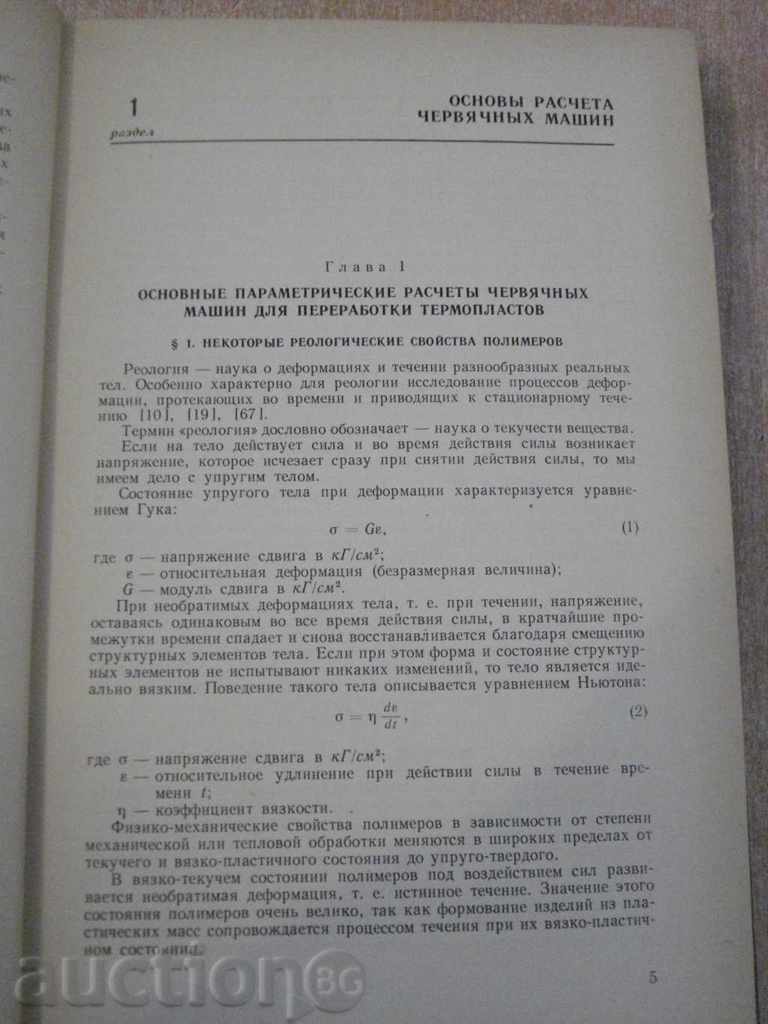 1
раздел
ОСНОВЫ РАСЧЕТА
ЧЕРВЯЧНЫХ МАШИН
Глава 1
ОСНОВНЫЕ ПАРАМЕТРИЧЕСКИЕ РАСЧЕТЫ ЧЕРВЯЧНЫХ
МАШИН ДЛЯ ПЕРЕРАБОТКИ ТЕРМОПЛАСТОВ
§ 1. НЕКОТОРЫЕ РЕОЛОГИЧЕСКИЕ СВОЙСТВА ПОЛИМЕРОВ
Реология — наука о деформациях и течении разнообразных реальных
тел. Особенно характерно для реологии исследование процессов дефор-
мации, протекающих во времени и приводящих к стационарному тече-
нию [10], [19], [67].
Термин «реология» дословно обозначает — наука о текучести вещества.
Если на тело действует сила и во время действия силы возникает
напряжение, которое исчезает сразу при снятии действия силы, то мы
имеем дело с упругим телом.
Состояние упругого тела при деформации характеризуется уравне-
нием Гука:
σ = Gε, (1)
где σ — напряжение сдвига в кГ/см²;
ε — относительная деформация (безразмерная величина);
G — модуль сдвига в кГ/см².
При необратимых деформациях тела, т. е. при течении, напряжение,
оставаясь одинаковым во все время действия силы, в кратчайшие про-
межутки времени спадает и снова восстанавливается благодаря смещению
структурных элементов тела. Если при этом форма и состояние структур-
ных элементов не испытывают никаких изменений, то тело является иде-
ально вязким. Поведение такого тела описывается уравнением Ньютона:
σ = η dε/dt, (2)
где σ — напряжение сдвига в кГ/см²;
ε — относительное удлинение при действии силы в течение вре-
мени t;
η — коэффициент вязкости.
Физико-механические свойства полимеров в зависимости от степени
механической или тепловой обработки меняются в широких пределах от
текучего и вязко-пластичного состояния до упруго-твердого.
В вязко-текучем состоянии полимеров под воздействием сил разви-
вается необратимая деформация, т. е. истинное течение. Значение этого
состояния полимеров очень велико, так как формование изделий из пла-
стических масс сопровождается процессом течения при их вязко-пластич-
ном состоянии.
5
auctionBG